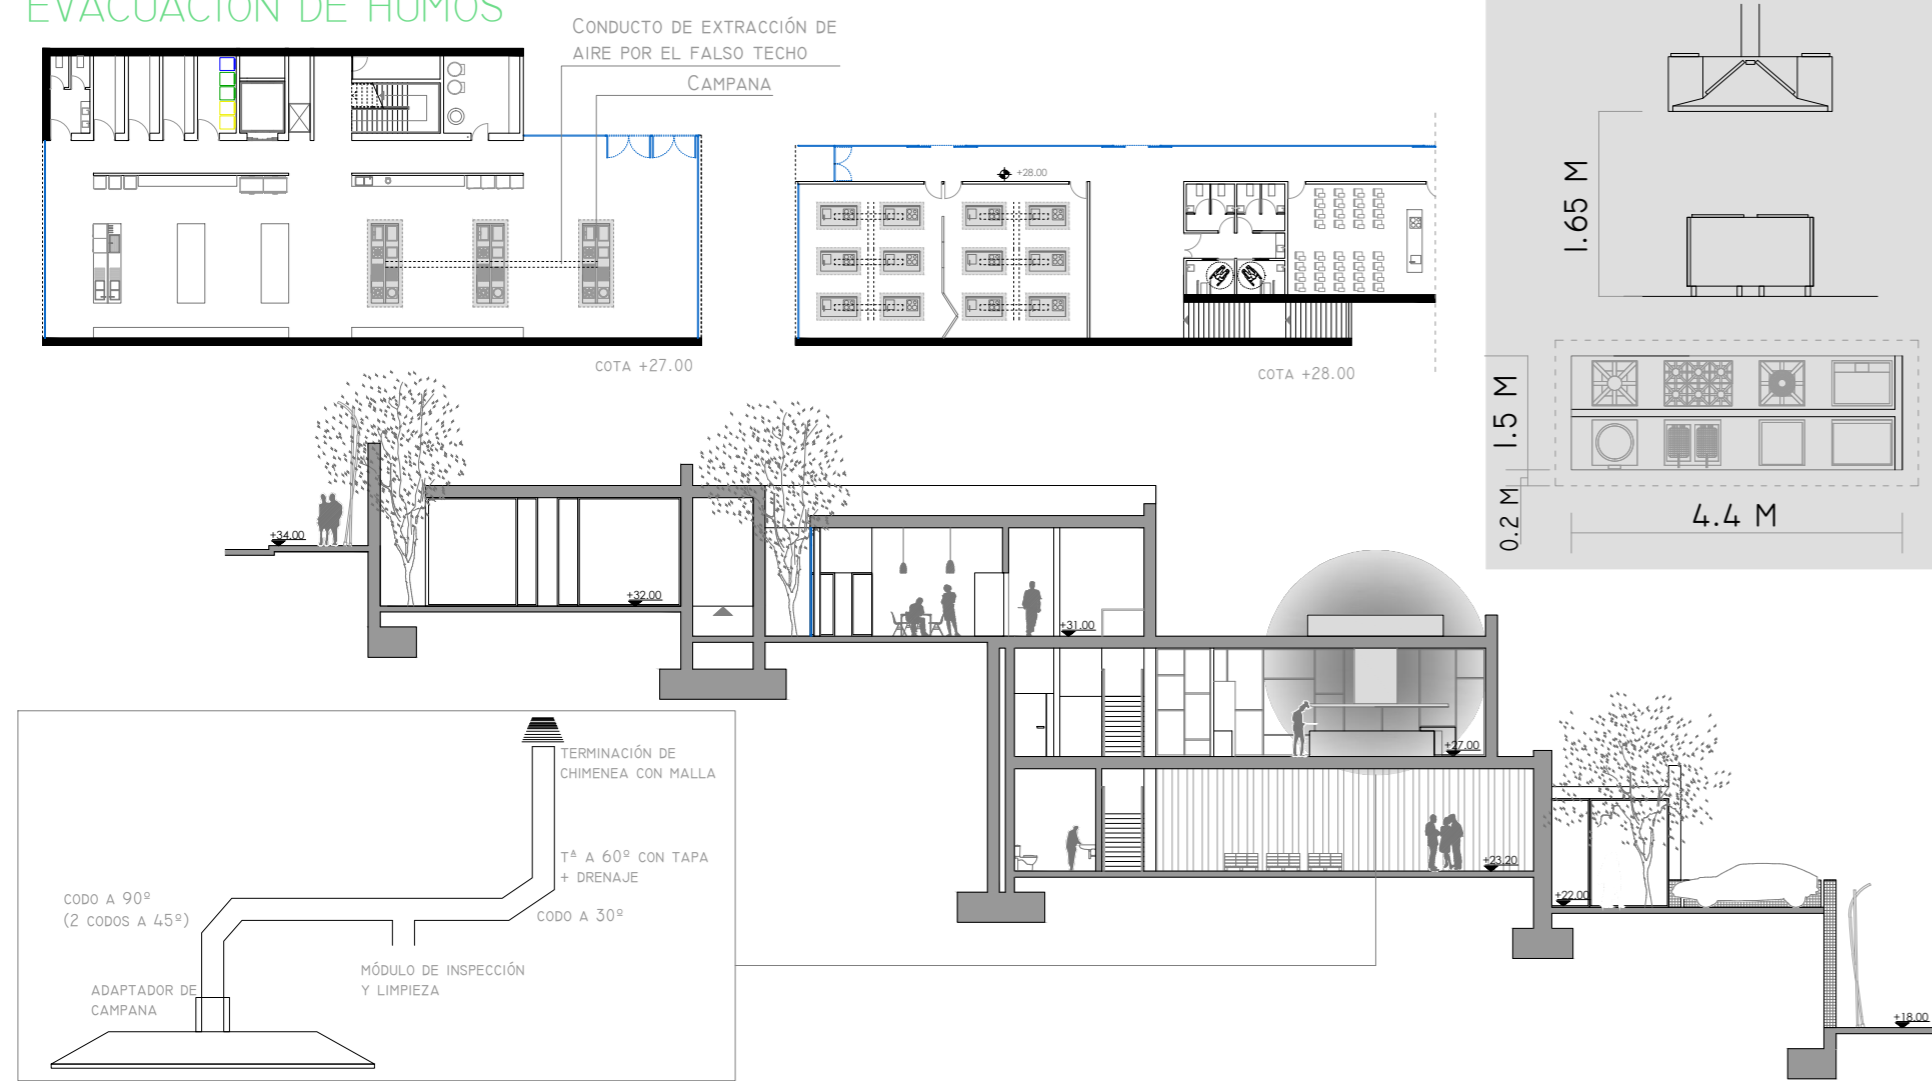 EVACUACIÓN DE HUMOS
CONDUCTO DE EXTRACCIÓN DE
AIRE POR EL FALSO TECHO
CAMPANA
+28.00
COTA +27.00
COTA +28.00
1.65 M
1.5 M
0.2 M
4.4 M
+34.00
+32.00
+31.00
+27.00
+23.20
+22.00
+18.00
TERMINACIÓN DE
CHIMENEA CON MALLA
Tª A 60º CON TAPA
+ DRENAJE
CODO A 90º
(2 CODOS A 45º)
CODO A 30º
MÓDULO DE INSPECCIÓN
Y LIMPIEZA
ADAPTADOR DE
CAMPANA